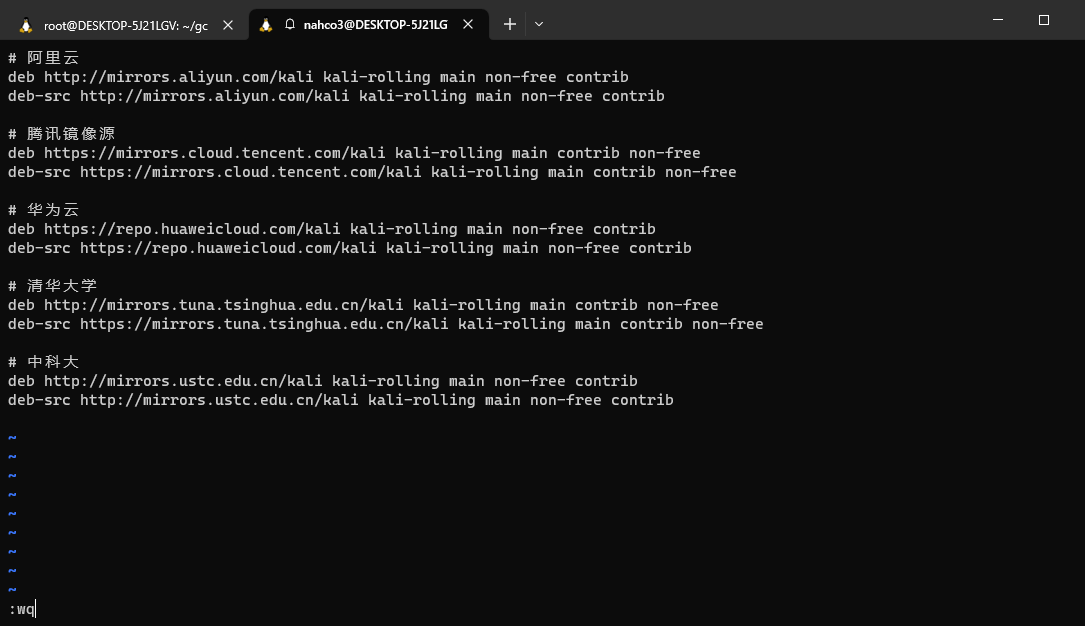 root@DESKTOP-5J21LGV: ~/gc
nahco3@DESKTOP-5J21LG
# 阿里云
deb http://mirrors.aliyun.com/kali kali-rolling main non-free contrib
deb-src http://mirrors.aliyun.com/kali kali-rolling main non-free contrib
# 腾讯镜像源
deb https://mirrors.cloud.tencent.com/kali kali-rolling main contrib non-free
deb-src https://mirrors.cloud.tencent.com/kali kali-rolling main contrib non-free
# 华为云
deb https://repo.huaweicloud.com/kali kali-rolling main non-free contrib
deb-src https://repo.huaweicloud.com/kali kali-rolling main non-free contrib
# 清华大学
deb http://mirrors.tuna.tsinghua.edu.cn/kali kali-rolling main contrib non-free
deb-src https://mirrors.tuna.tsinghua.edu.cn/kali kali-rolling main contrib non-free
# 中科大
deb http://mirrors.ustc.edu.cn/kali kali-rolling main non-free contrib
deb-src http://mirrors.ustc.edu.cn/kali kali-rolling main non-free contrib
~
~
~
~
~
~
~
~
~
:wq